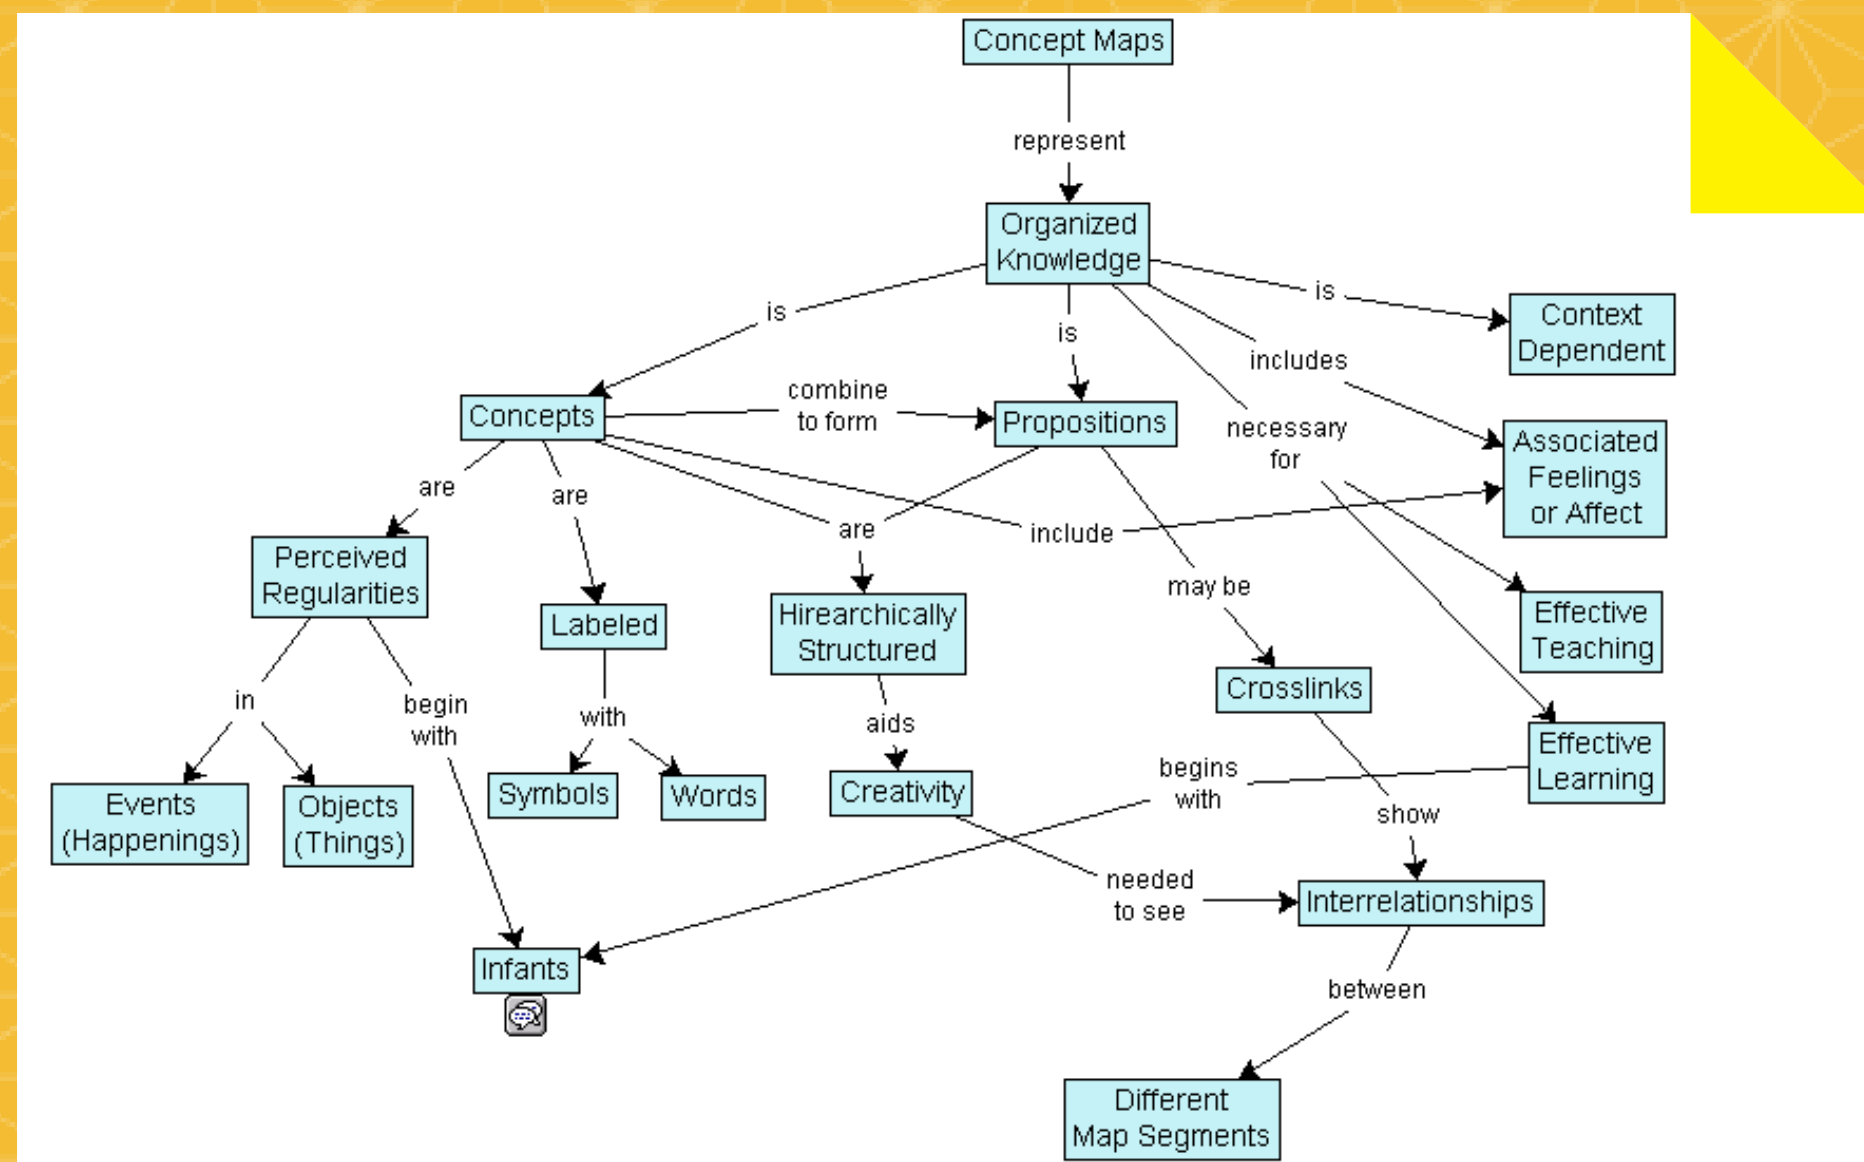 Concept Maps
represent
Organized
Knowledge
is
is
is
includes
necessary
for
Context
Dependent
Concepts
combine
to form
Propositions
Associated
Feelings
or Affect
are
are
are
include
may be
Perceived
Regularities
Labeled
Hirearchically
Structured
Effective
Teaching
Crosslinks
in
begin
with
with
aids
Effective
Learning
begins
with
show
Events
(Happenings)
Objects
(Things)
Symbols
Words
Creativity
needed
to see
Interrelationships
Infants
between
Different
Map Segments